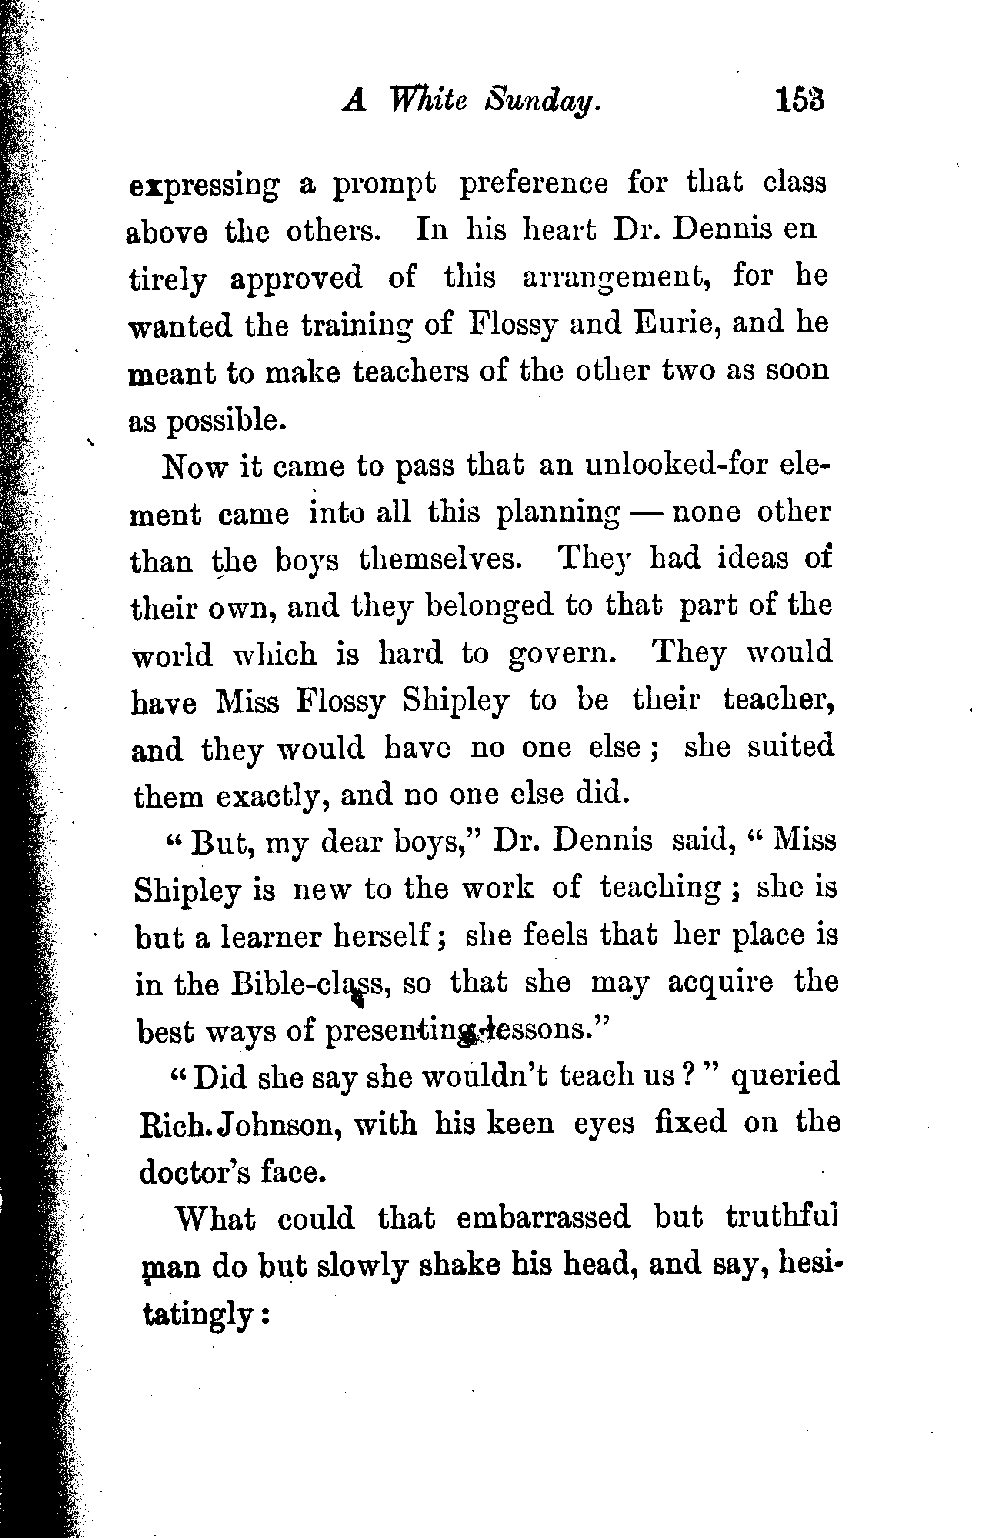 A White Sunday. 153
expressing a prompt preference for that class
above the others. In his heart Dr. Dennis en
tirely approved of this arrangement, for he
wanted the training of Flossy and Eurie, and he
meant to make teachers of the other two as soon
as possible.
Now it came to pass that an unlooked-for ele-
ment came into all this planning — none other
than the boys themselves. They had ideas of
their own, and they belonged to that part of the
world which is hard to govern. They would
have Miss Flossy Shipley to be their teacher,
and they would have no one else ; she suited
them exactly, and no one else did.
“ But, my dear boys,” Dr. Dennis said, “ Miss
Shipley is new to the work of teaching ; she is
but a learner herself ; she feels that her place is
in the Bible-class, so that she may acquire the
best ways of presenting lessons.”
“ Did she say she wouldn’t teach us ? ” queried
Rich. Johnson, with his keen eyes fixed on the
doctor’s face.
What could that embarrassed but truthful
man do but slowly shake his head, and say, hesi-
tatingly :